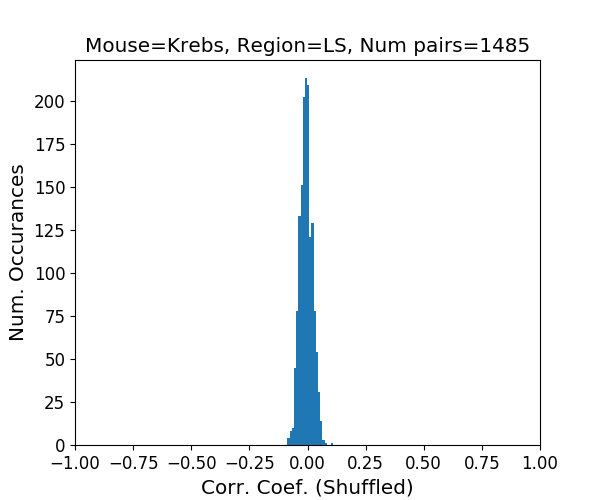 Mouse=Krebs, Region=LS, Num pairs=1485
Num. Occurances
200
175
150
125
100
75
50
25
0
−1.00 −0.75 −0.50 −0.25 0.00 0.25 0.50 0.75 1.00
Corr. Coef. (Shuffled)